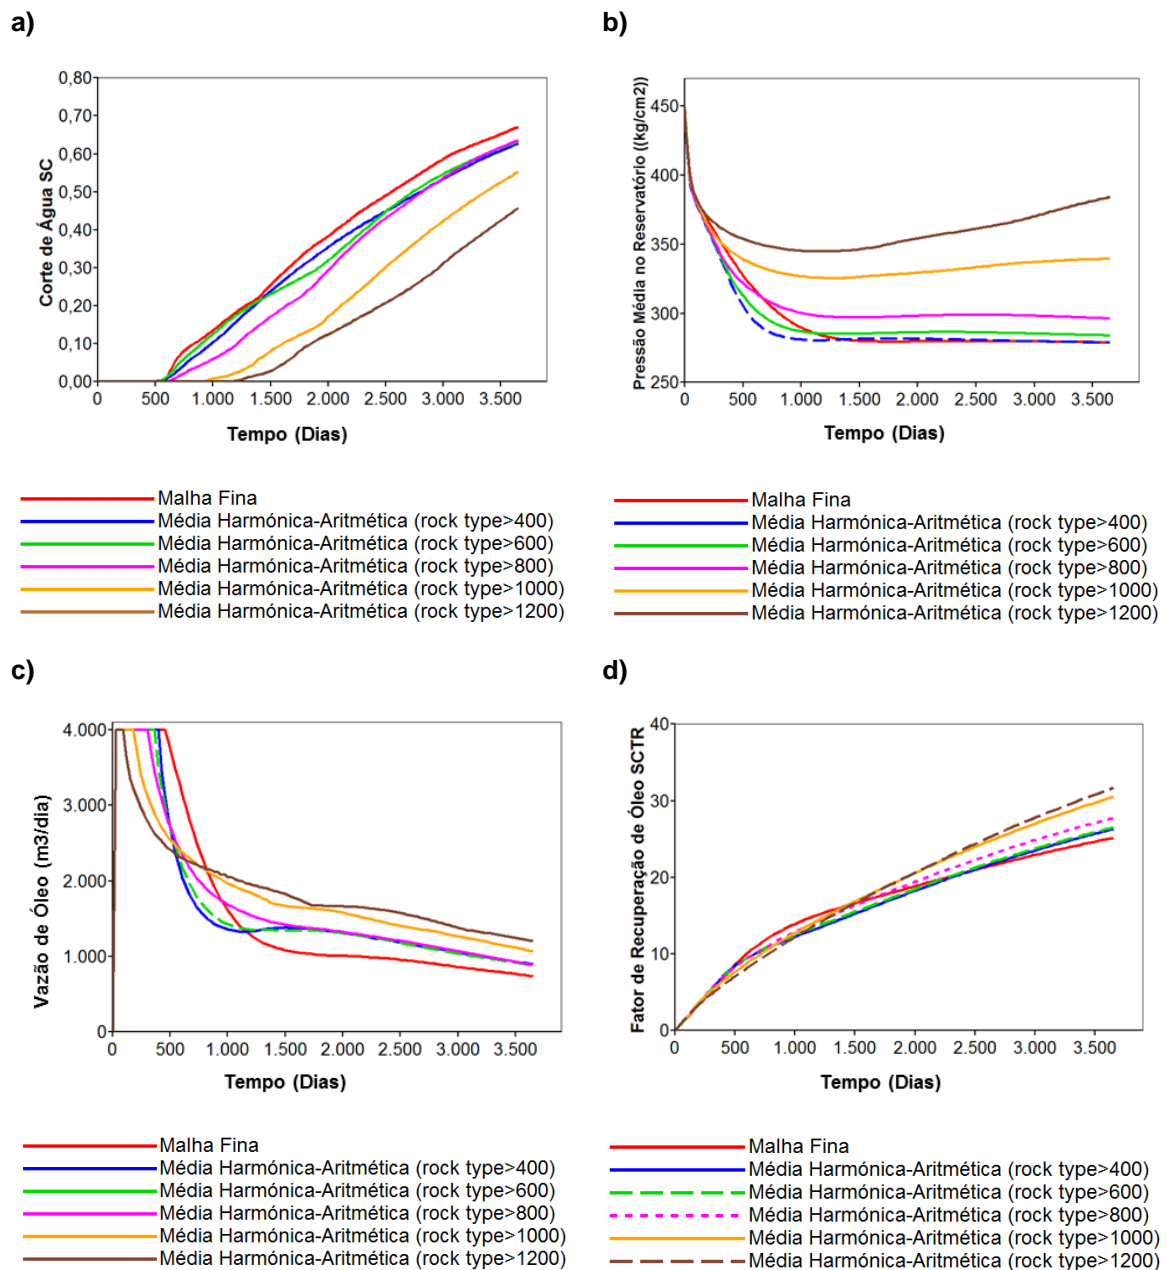 a)
Corte de Água SC
0,80
0,70
0,60
0,50
0,40
0,30
0,20
0,10
0,00
0 500 1.000 1.500 2.000 2.500 3.000 3.500
Tempo (Dias)
Malha Fina
Média Harmónica-Aritmética (rock type>400)
Média Harmónica-Aritmética (rock type>600)
Média Harmónica-Aritmética (rock type>800)
Média Harmónica-Aritmética (rock type>1000)
Média Harmónica-Aritmética (rock type>1200)
b)
Pressão Média no Reservatório ((kg/cm2))
450
400
350
300
250
0 500 1.000 1.500 2.000 2.500 3.000 3.500
Tempo (Dias)
Malha Fina
Média Harmónica-Aritmética (rock type>400)
Média Harmónica-Aritmética (rock type>600)
Média Harmónica-Aritmética (rock type>800)
Média Harmónica-Aritmética (rock type>1000)
Média Harmónica-Aritmética (rock type>1200)
c)
Vazão de Óleo (m3/dia)
4.000
3.000
2.000
1.000
0
0 500 1.000 1.500 2.000 2.500 3.000 3.500
Tempo (Dias)
Malha Fina
Média Harmónica-Aritmética (rock type>400)
Média Harmónica-Aritmética (rock type>600)
Média Harmónica-Aritmética (rock type>800)
Média Harmónica-Aritmética (rock type>1000)
Média Harmónica-Aritmética (rock type>1200)
d)
Fator de Recuperação de Óleo SCTR
40
30
20
10
0
0 500 1.000 1.500 2.000 2.500 3.000 3.500
Tempo (Dias)
Malha Fina
Média Harmónica-Aritmética (rock type>400)
Média Harmónica-Aritmética (rock type>600)
Média Harmónica-Aritmética (rock type>800)
Média Harmónica-Aritmética (rock type>1000)
Média Harmónica-Aritmética (rock type>1200)